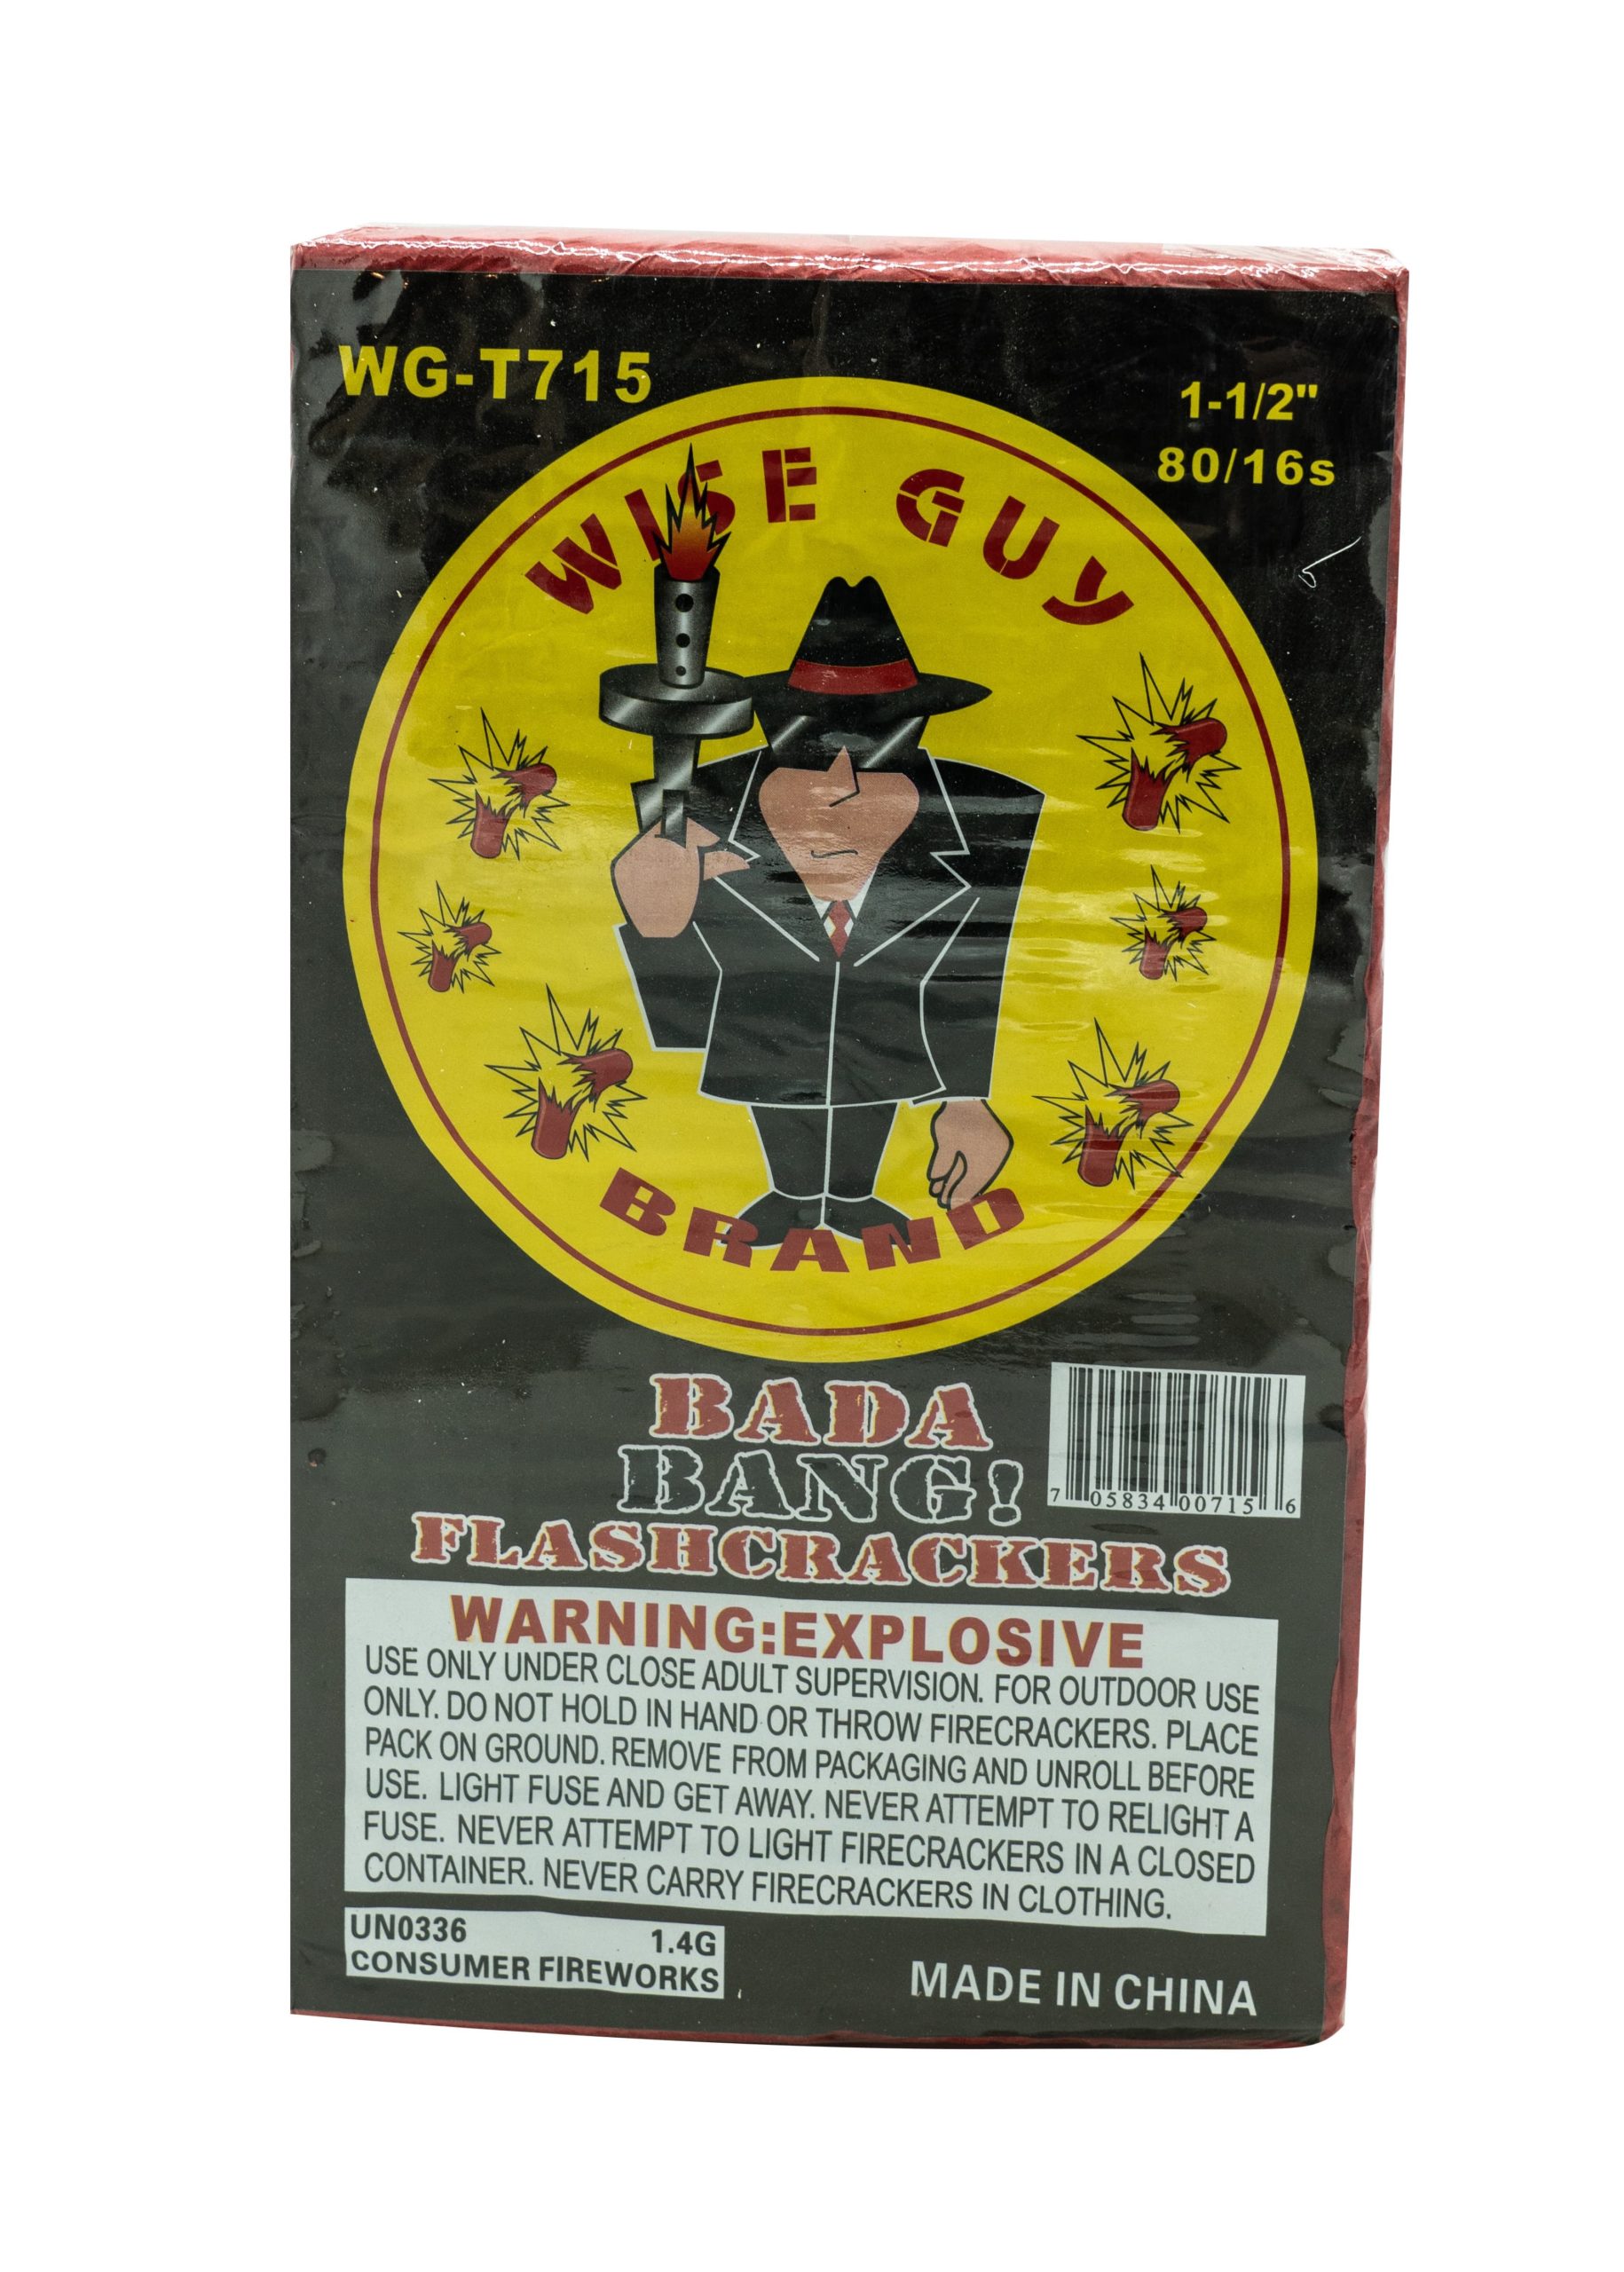 WG-T715
1-1/2"
80/16s
WISE GUY
BRAND
BADA
BANG!
FLASHCRACKERS
7 05834 00715 6
WARNING:EXPLOSIVE
USE ONLY UNDER CLOSE ADULT SUPERVISION. FOR OUTDOOR USE
ONLY. DO NOT HOLD IN HAND OR THROW FIRECRACKERS. PLACE
PACK ON GROUND. REMOVE FROM PACKAGING AND UNROLL BEFORE
USE. LIGHT FUSE AND GET AWAY. NEVER ATTEMPT TO RELIGHT A
FUSE. NEVER ATTEMPT TO LIGHT FIRECRACKERS IN A CLOSED
CONTAINER. NEVER CARRY FIRECRACKERS IN CLOTHING.
UN0336 1.4G
CONSUMER FIREWORKS
MADE IN CHINA